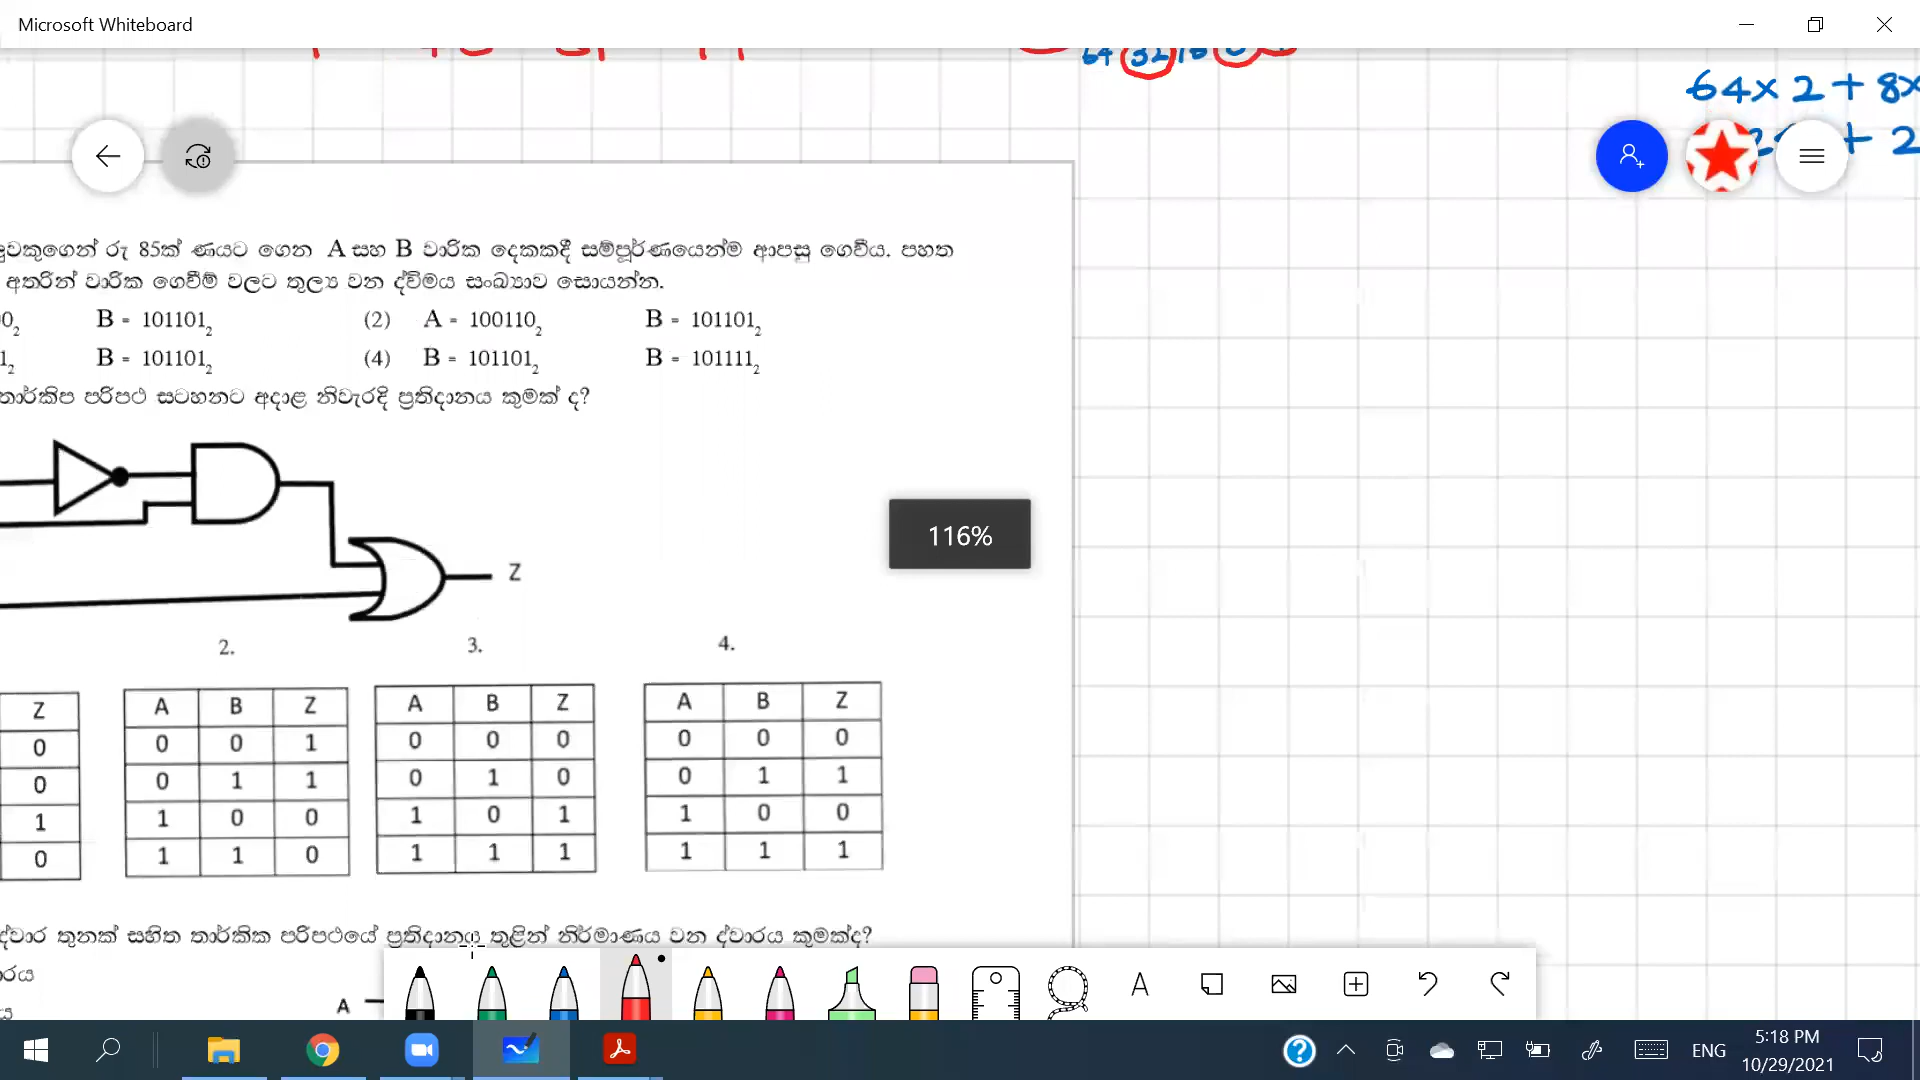 Microsoft Whiteboard
64x 2 + 8x
+ 2
රු 85ක් ණයට ගෙන A සහ B වාරික දෙකකදී සම්පූර්ණයෙන්ම ආපසු ගෙවීය. පහත
අතරින් වාරික ගෙවීම් වලට තුල්‍ය වන ද්විමය සංඛ්‍යාව සොයන්න.
B = 101101₂ (2) A = 100110₂ B = 101101₂
B = 101101₂ (4) B = 101101₂ B = 101111₂
තාර්කිප පරිපථ සටහනට අදාළ නිවැරදි ප්‍රතිදානය කුමක් ද?
116%
Z
2. 3. 4.
Z A B Z A B Z A B Z
0 0 0 1 0 0 0 0 0 0
0 0 1 1 0 1 0 0 1 1
1 1 0 0 1 0 1 1 0 0
0 1 1 0 1 1 1 1 1 1
ද්වාර තුනක් සහිත තාර්කික පරිපථයේ ප්‍රතිදානය තුළින් නිර්මාණය වන ද්වාරය කුමක්ද?
A
ENG
5:18 PM
10/29/2021